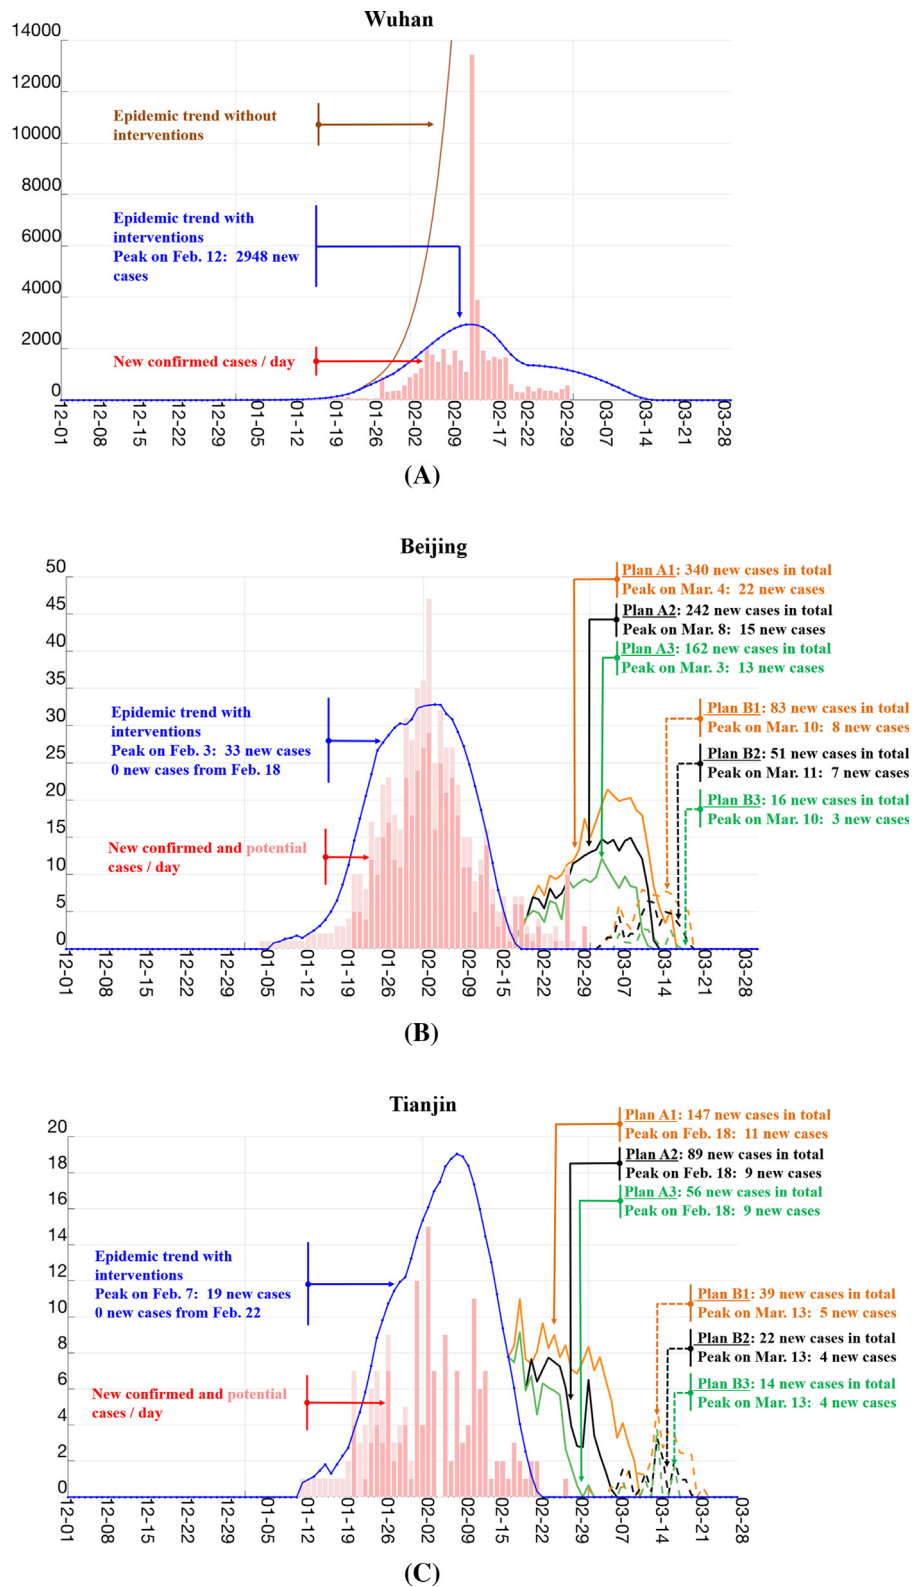 Wuhan
14000
12000
10000
8000
6000
4000
2000
0
Epidemic trend without
interventions
Epidemic trend with
interventions
Peak on Feb. 12: 2948 new
cases
New confirmed cases / day
12-01
12-08
12-15
12-22
12-29
01-05
01-12
01-19
01-26
02-02
02-09
02-17
02-22
02-29
03-07
03-14
03-21
03-28
(A)
Beijing
50
45
40
35
30
25
20
15
10
5
0
Plan A1: 340 new cases in total
Peak on Mar. 4: 22 new cases
Plan A2: 242 new cases in total
Peak on Mar. 8: 15 new cases
Plan A3: 162 new cases in total
Peak on Mar. 3: 13 new cases
Plan B1: 83 new cases in total
Peak on Mar. 10: 8 new cases
Plan B2: 51 new cases in total
Peak on Mar. 11: 7 new cases
Plan B3: 16 new cases in total
Peak on Mar. 10: 3 new cases
Epidemic trend with
interventions
Peak on Feb. 3: 33 new cases
0 new cases from Feb. 18
New confirmed and potential
cases / day
12-01
12-08
12-15
12-22
12-29
01-05
01-12
01-19
01-26
02-02
02-09
02-15
02-22
02-29
03-07
03-14
03-21
03-28
(B)
Tianjin
20
18
16
14
12
10
8
6
4
2
0
Plan A1: 147 new cases in total
Peak on Feb. 18: 11 new cases
Plan A2: 89 new cases in total
Peak on Feb. 18: 9 new cases
Plan A3: 56 new cases in total
Peak on Feb. 18: 9 new cases
Plan B1: 39 new cases in total
Peak on Mar. 13: 5 new cases
Plan B2: 22 new cases in total
Peak on Mar. 13: 4 new cases
Plan B3: 14 new cases in total
Peak on Mar. 13: 4 new cases
Epidemic trend with
interventions
Peak on Feb. 7: 19 new cases
0 new cases from Feb. 22
New confirmed and potential
cases / day
12-01
12-08
12-15
12-22
12-29
01-05
01-12
01-19
01-26
02-02
02-09
02-15
02-22
02-29
03-07
03-14
03-21
03-28
(C)